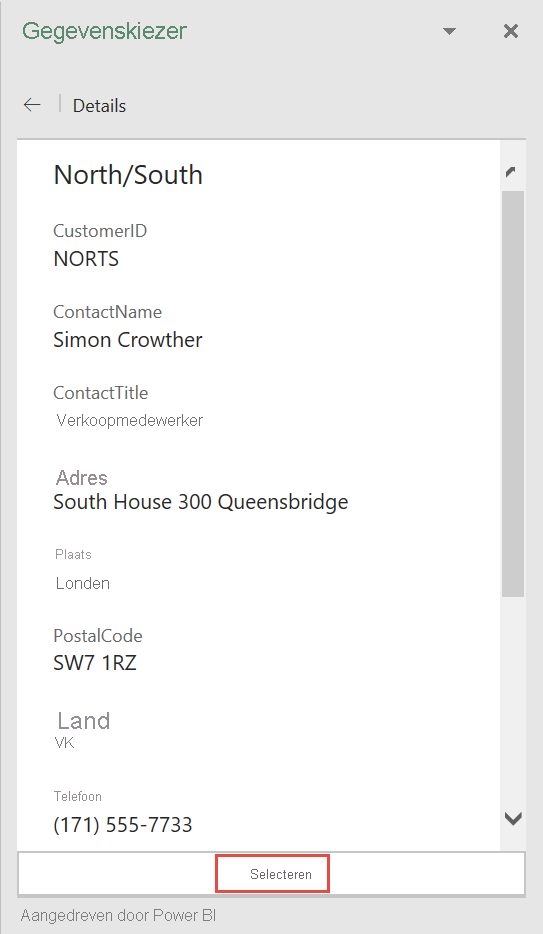 Gegevenskiezer
Details
North/South
CustomerID
NORTS
ContactName
Simon Crowther
ContactTitle
Verkoopmedewerker
Adres
South House 300 Queensbridge
Plaats
Londen
PostalCode
SW7 1RZ
Land
VK
Telefoon
(171) 555-7733
Selecteren
Aangedreven door Power BI